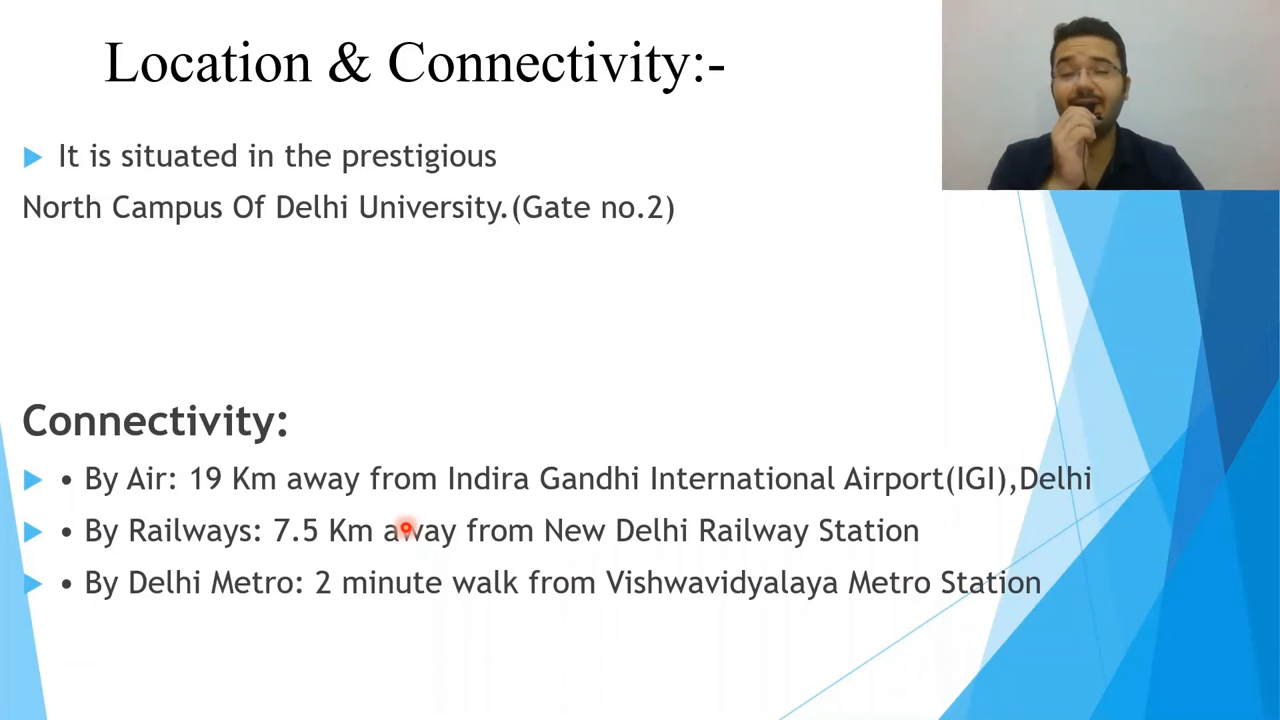 Location & Connectivity:-
It is situated in the prestigious
North Campus Of Delhi University.(Gate no.2)
Connectivity:
• By Air: 19 Km away from Indira Gandhi International Airport(IGI),Delhi
• By Railways: 7.5 Km away from New Delhi Railway Station
• By Delhi Metro: 2 minute walk from Vishwavidyalaya Metro Station